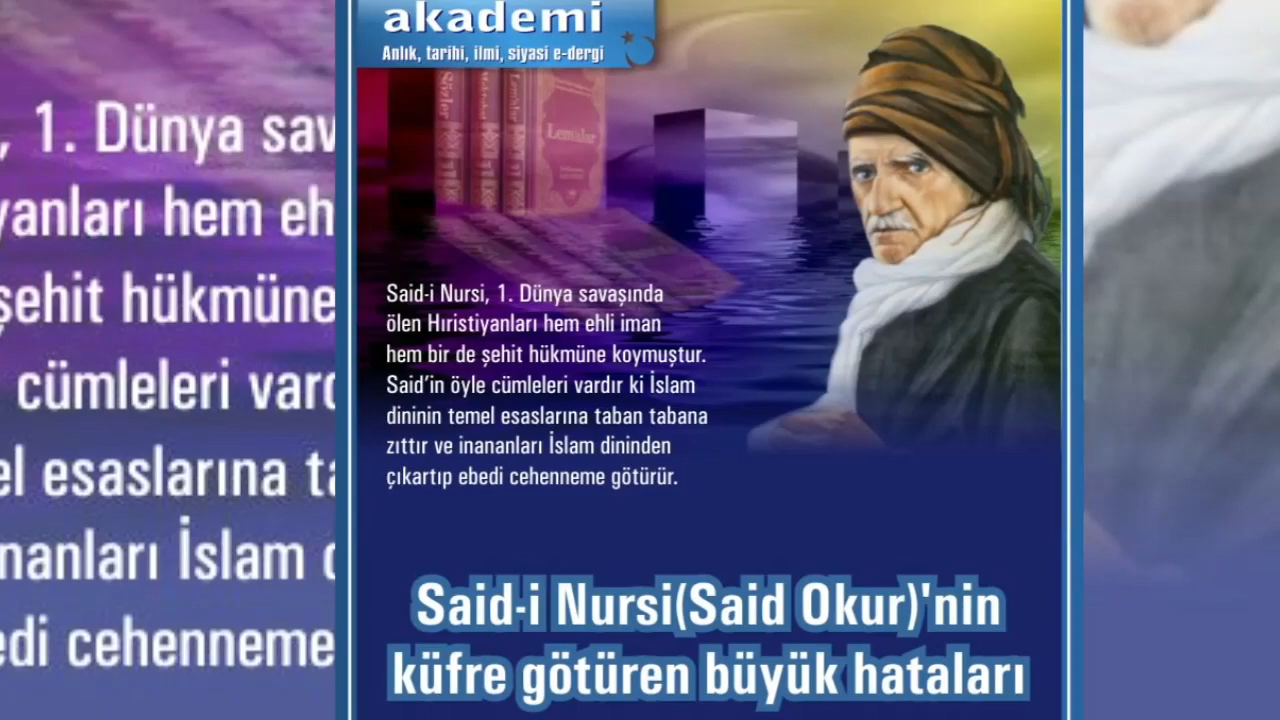 akademi
Anlık, tarihi, ilmi, siyasi e-dergi
Sözler
Lemalar
Lemalar
Said-i Nursi, 1. Dünya savaşında
ölen Hıristiyanları hem ehli iman
hem bir de şehit hükmüne koymuştur.
Said'in öyle cümleleri vardır ki İslam
dininin temel esaslarına taban tabana
zıttır ve inananları İslam dininden
çıkartıp ebedi cehenneme götürür.
Said-i Nursi(Said Okur)'nin
küfre götüren büyük hataları
, 1. Dünya sav
yanları hem eh
şehit hükmüne
cümleleri vard
el esaslarına ta
nanları İslam d
edi cehenneme